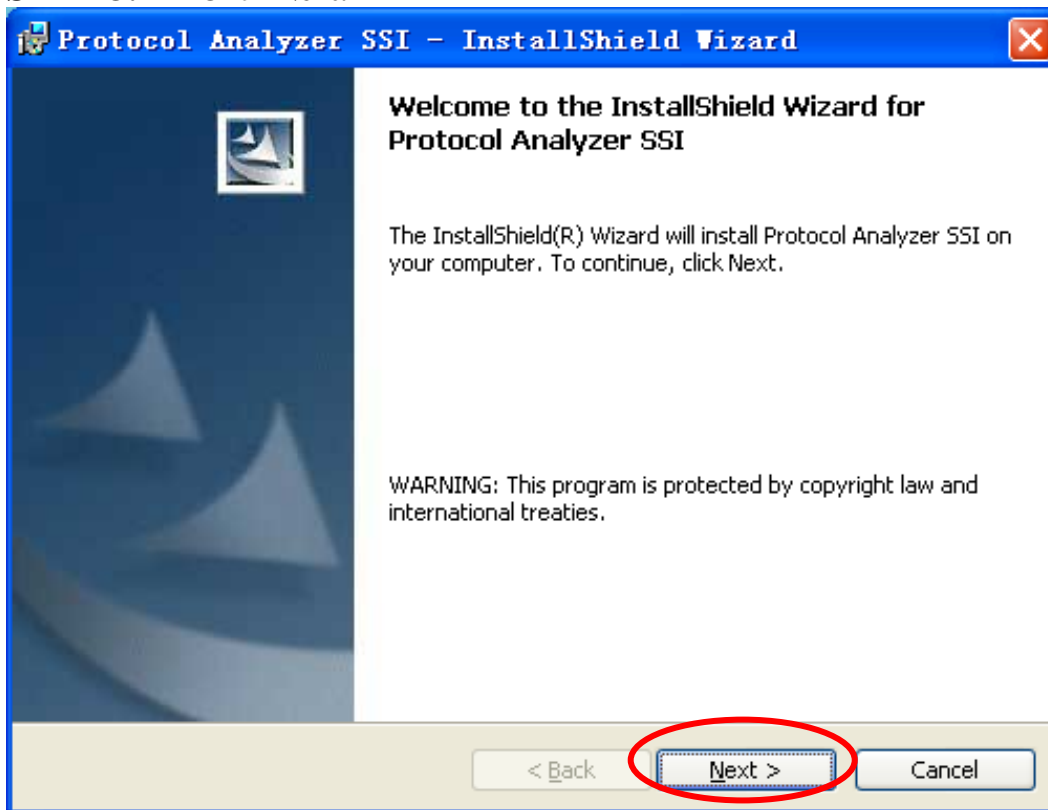 Protocol Analyzer SSI - InstallShield Wizard
Welcome to the InstallShield Wizard for
Protocol Analyzer SSI
The InstallShield(R) Wizard will install Protocol Analyzer SSI on
your computer. To continue, click Next.
WARNING: This program is protected by copyright law and
international treaties.
< Back
Next >
Cancel